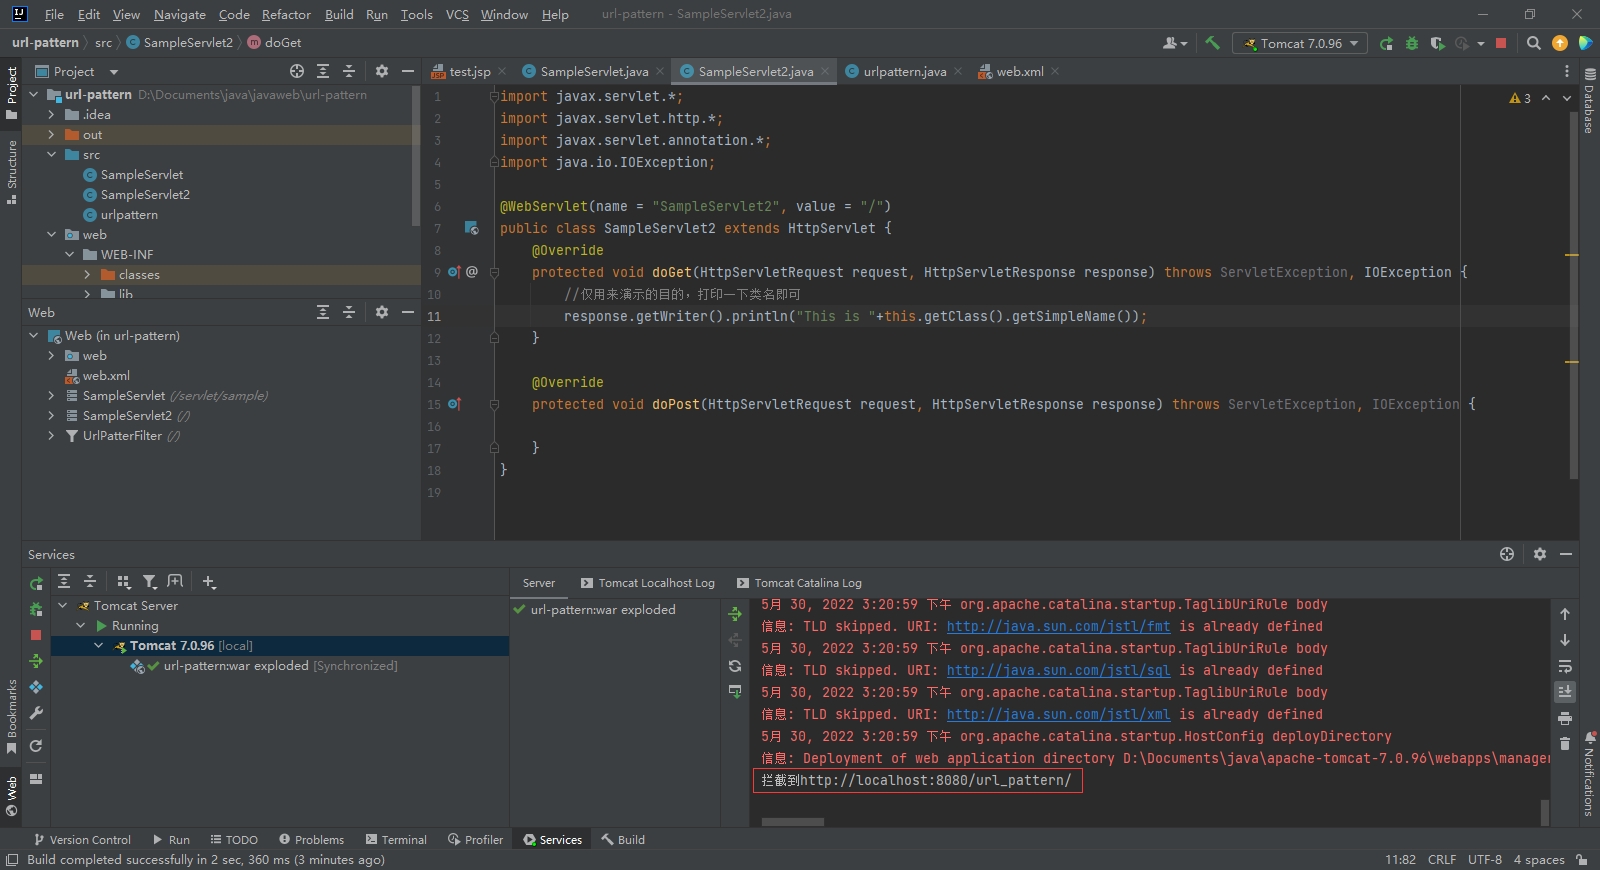 File Edit View Navigate Code Refactor Build Run Tools VCS Window Help url-pattern - SampleServlet2.java
url-pattern src SampleServlet2 doGet Tomcat 7.0.96
Project
test.jsp SampleServlet.java SampleServlet2.java urlpattern.java web.xml
Project
Structure
Bookmarks
Web
url-pattern D:\Documents\java\javaweb\url-pattern
.idea
out
src
SampleServlet
SampleServlet2
urlpattern
web
WEB-INF
classes
lib
Web
Web (in url-pattern)
web
web.xml
SampleServlet (/servlet/sample)
SampleServlet2 (/)
UrlPatterFilter (/)
1 import javax.servlet.*;
2 import javax.servlet.http.*;
3 import javax.servlet.annotation.*;
4 import java.io.IOException;
5
6 @WebServlet(name = "SampleServlet2", value = "/")
7 public class SampleServlet2 extends HttpServlet {
8 @Override
9 @ protected void doGet(HttpServletRequest request, HttpServletResponse response) throws ServletException, IOException {
10 //仅用来演示的目的，打印一下类名即可
11 response.getWriter().println("This is "+this.getClass().getSimpleName());
12 }
13
14 @Override
15 protected void doPost(HttpServletRequest request, HttpServletResponse response) throws ServletException, IOException {
16
17 }
18 }
19
3
Database
Notifications
Services
Tomcat Server
Running
Tomcat 7.0.96 [local]
url-pattern:war exploded [Synchronized]
Server Tomcat Localhost Log Tomcat Catalina Log
url-pattern:war exploded
5月 30, 2022 3:20:59 下午 org.apache.catalina.startup.TaglibUriRule body
信息: TLD skipped. URI: http://java.sun.com/jstl/fmt is already defined
5月 30, 2022 3:20:59 下午 org.apache.catalina.startup.TaglibUriRule body
信息: TLD skipped. URI: http://java.sun.com/jstl/sql is already defined
5月 30, 2022 3:20:59 下午 org.apache.catalina.startup.TaglibUriRule body
信息: TLD skipped. URI: http://java.sun.com/jstl/xml is already defined
5月 30, 2022 3:20:59 下午 org.apache.catalina.startup.HostConfig deployDirectory
信息: Deployment of web application directory D:\Documents\java\apache-tomcat-7.0.96\webapps\manager
拦截到http://localhost:8080/url_pattern/
Version Control Run TODO Problems Terminal Profiler Services Build
Build completed successfully in 2 sec, 360 ms (3 minutes ago) 11:82 CRLF UTF-8 4 spaces